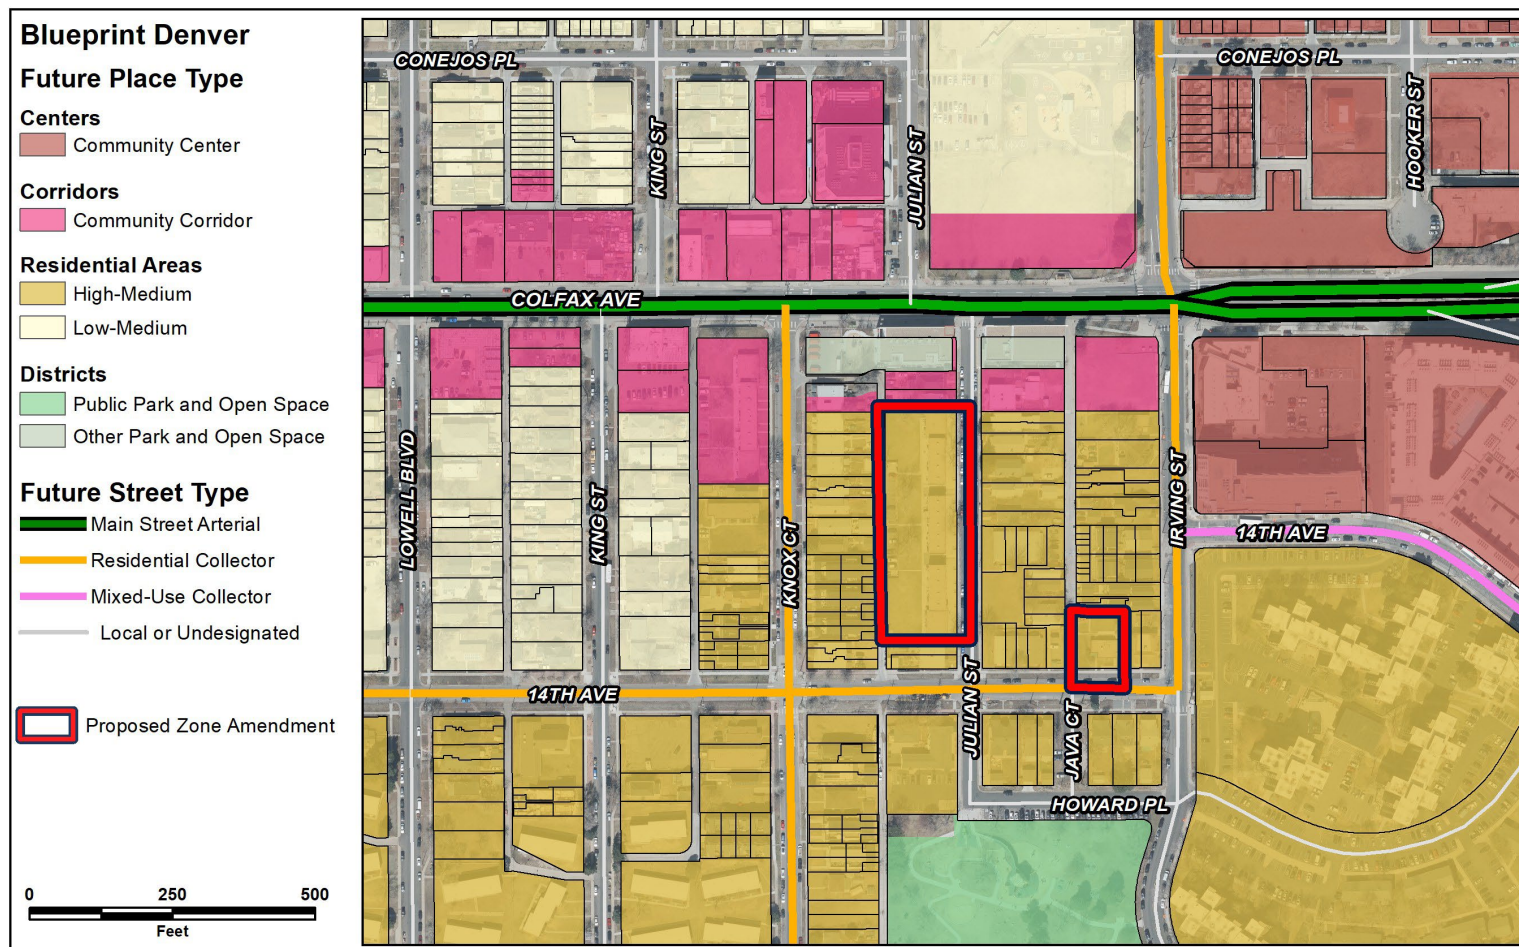 Blueprint Denver
Future Place Type
Centers
Community Center
Corridors
Community Corridor
Residential Areas
High-Medium
Low-Medium
Districts
Public Park and Open Space
Other Park and Open Space
Future Street Type
Main Street Arterial
Residential Collector
Mixed-Use Collector
Local or Undesignated
Proposed Zone Amendment
0 250 500
Feet
CONEJOS PL
CONEJOS PL
KING ST
JULIAN ST
HOOKER ST
COLFAX AVE
LOWELL BLVD
KING ST
KNOX CT
IRVING ST
14TH AVE
14TH AVE
JULIAN ST
JAVA CT
HOWARD PL